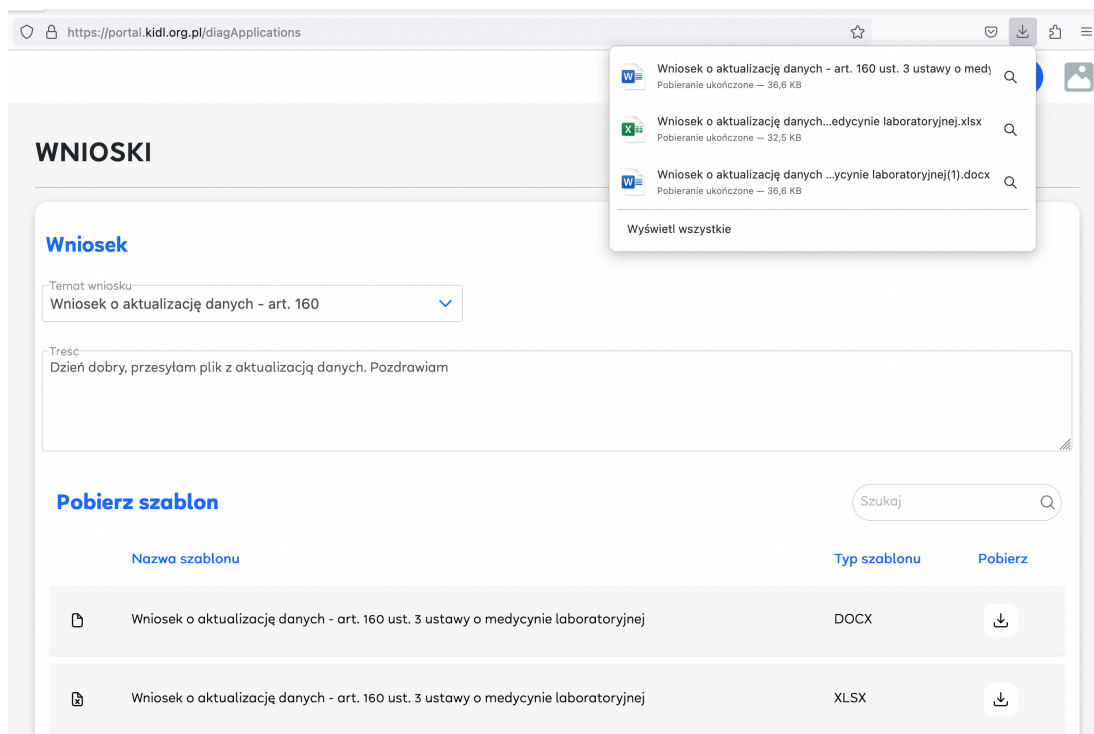 https://portal.kidl.org.pl/diagApplications
Wniosek o aktualizację danych - art. 160 ust. 3 ustawy o medy
Pobieranie ukończone — 36,6 KB
Wniosek o aktualizację danych...edycynie laboratoryjnej.xlsx
Pobieranie ukończone — 32,5 KB
Wniosek o aktualizację danych ...ycynie laboratoryjnej(1).docx
Pobieranie ukończone — 36,6 KB
Wyświetl wszystkie
WNIOSKI
Wniosek
Temat wniosku
Wniosek o aktualizację danych - art. 160
Treść
Dzień dobry, przesyłam plik z aktualizacją danych. Pozdrawiam
Pobierz szablon
Szukaj
Nazwa szablonu Typ szablonu Pobierz
Wniosek o aktualizację danych - art. 160 ust. 3 ustawy o medycynie laboratoryjnej DOCX
Wniosek o aktualizację danych - art. 160 ust. 3 ustawy o medycynie laboratoryjnej XLSX